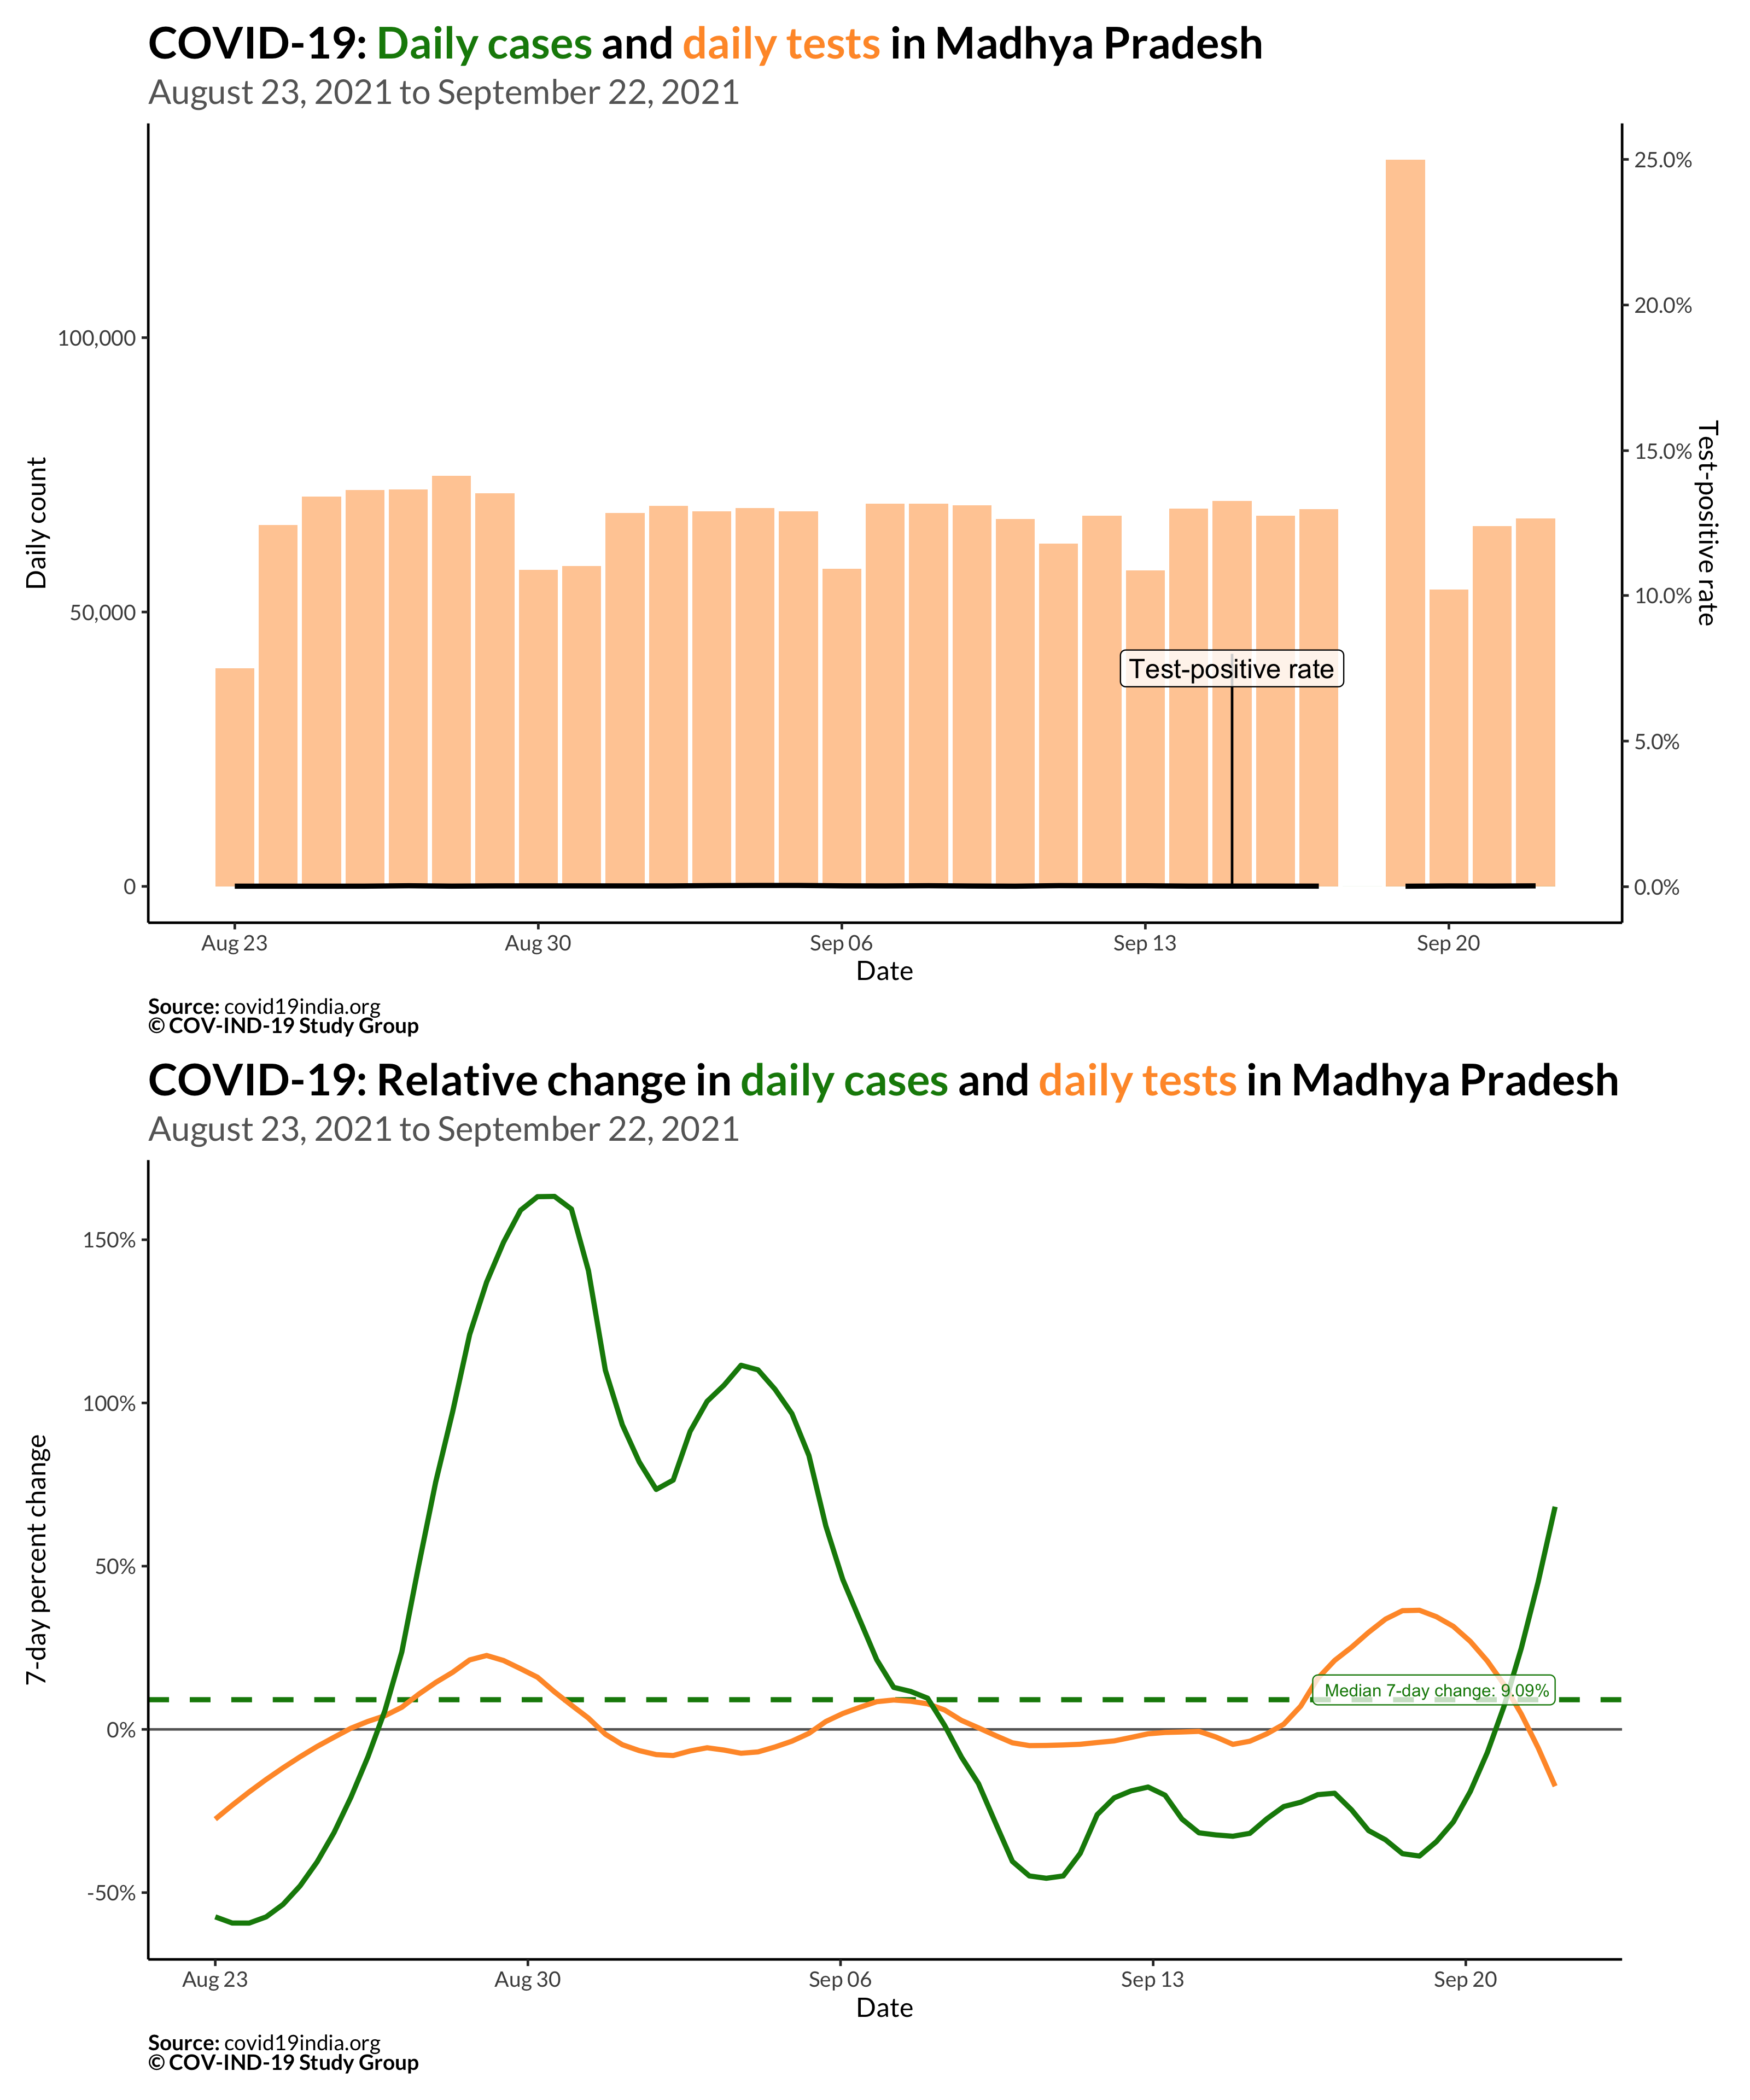 COVID-19: Daily cases and daily tests in Madhya Pradesh
August 23, 2021 to September 22, 2021
25.0%
20.0%
100,000
15.0%
Daily count
Test-positive rate
50,000
10.0%
Test-positive rate
5.0%
0
0.0%
Aug 23
Aug 30
Sep 06
Sep 13
Sep 20
Date
Source: covid19india.org
© COV-IND-19 Study Group
COVID-19: Relative change in daily cases and daily tests in Madhya Pradesh
August 23, 2021 to September 22, 2021
150%
100%
7-day percent change
50%
Median 7-day change: 9.09%
0%
-50%
Aug 23
Aug 30
Sep 06
Sep 13
Sep 20
Date
Source: covid19india.org
© COV-IND-19 Study Group